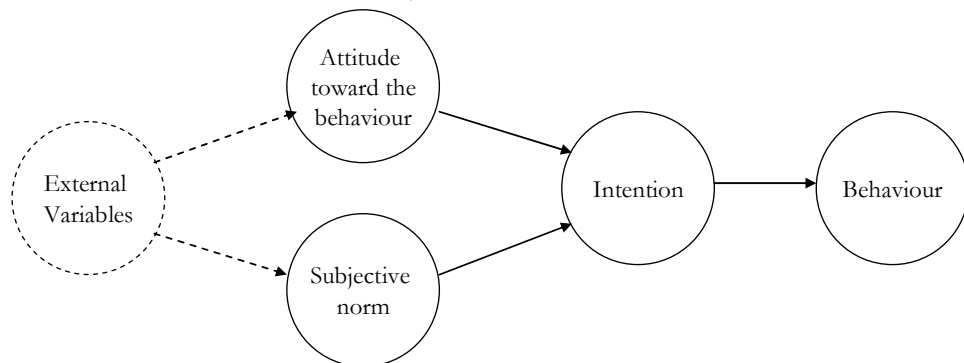 Attitude
toward the
behaviour
External
Variables
Intention
Behaviour
Subjective
norm